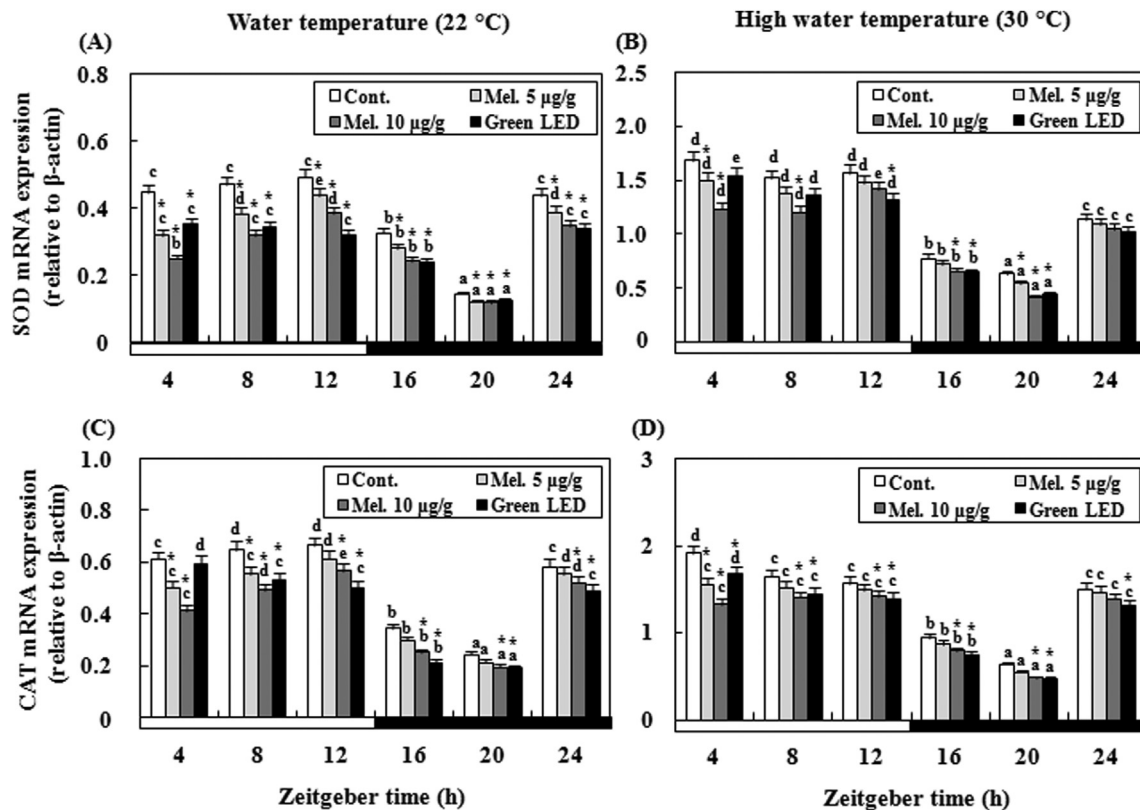 Water temperature (22 °C)
High water temperature (30 °C)
(A)
(B)
SOD mRNA expression
(relative to β-actin)
0.8
0.6
0.4
0.2
0
Cont.
Mel. 5 µg/g
Mel. 10 µg/g
Green LED
c * c * b * c
c * d * c * c
c * e * d * c
b * b * b * b
a * a * a * a
c * d * c * c
4 8 12 16 20 24
2.5
2.0
1.5
1.0
0.5
0
Cont.
Mel. 5 µg/g
Mel. 10 µg/g
Green LED
d * d * d e
d d * d d
d d e * d
b b * b * b
a * a * a * a
c c c c
4 8 12 16 20 24
(C)
(D)
CAT mRNA expression
(relative to β-actin)
1.0
0.8
0.6
0.4
0.2
0
Cont.
Mel. 5 µg/g
Mel. 10 µg/g
Green LED
c * c * c d
d * c * d * c
d d * e * c
b b * b * b
a a * a * a
c d * d * c
4 8 12 16 20 24
Zeitgeber time (h)
3
2
1
0
Cont.
Mel. 5 µg/g
Mel. 10 µg/g
Green LED
d * c * c * d
c c * c * c
c c * c * c
b b * b * b
a a * a * a
c c c * c
4 8 12 16 20 24
Zeitgeber time (h)